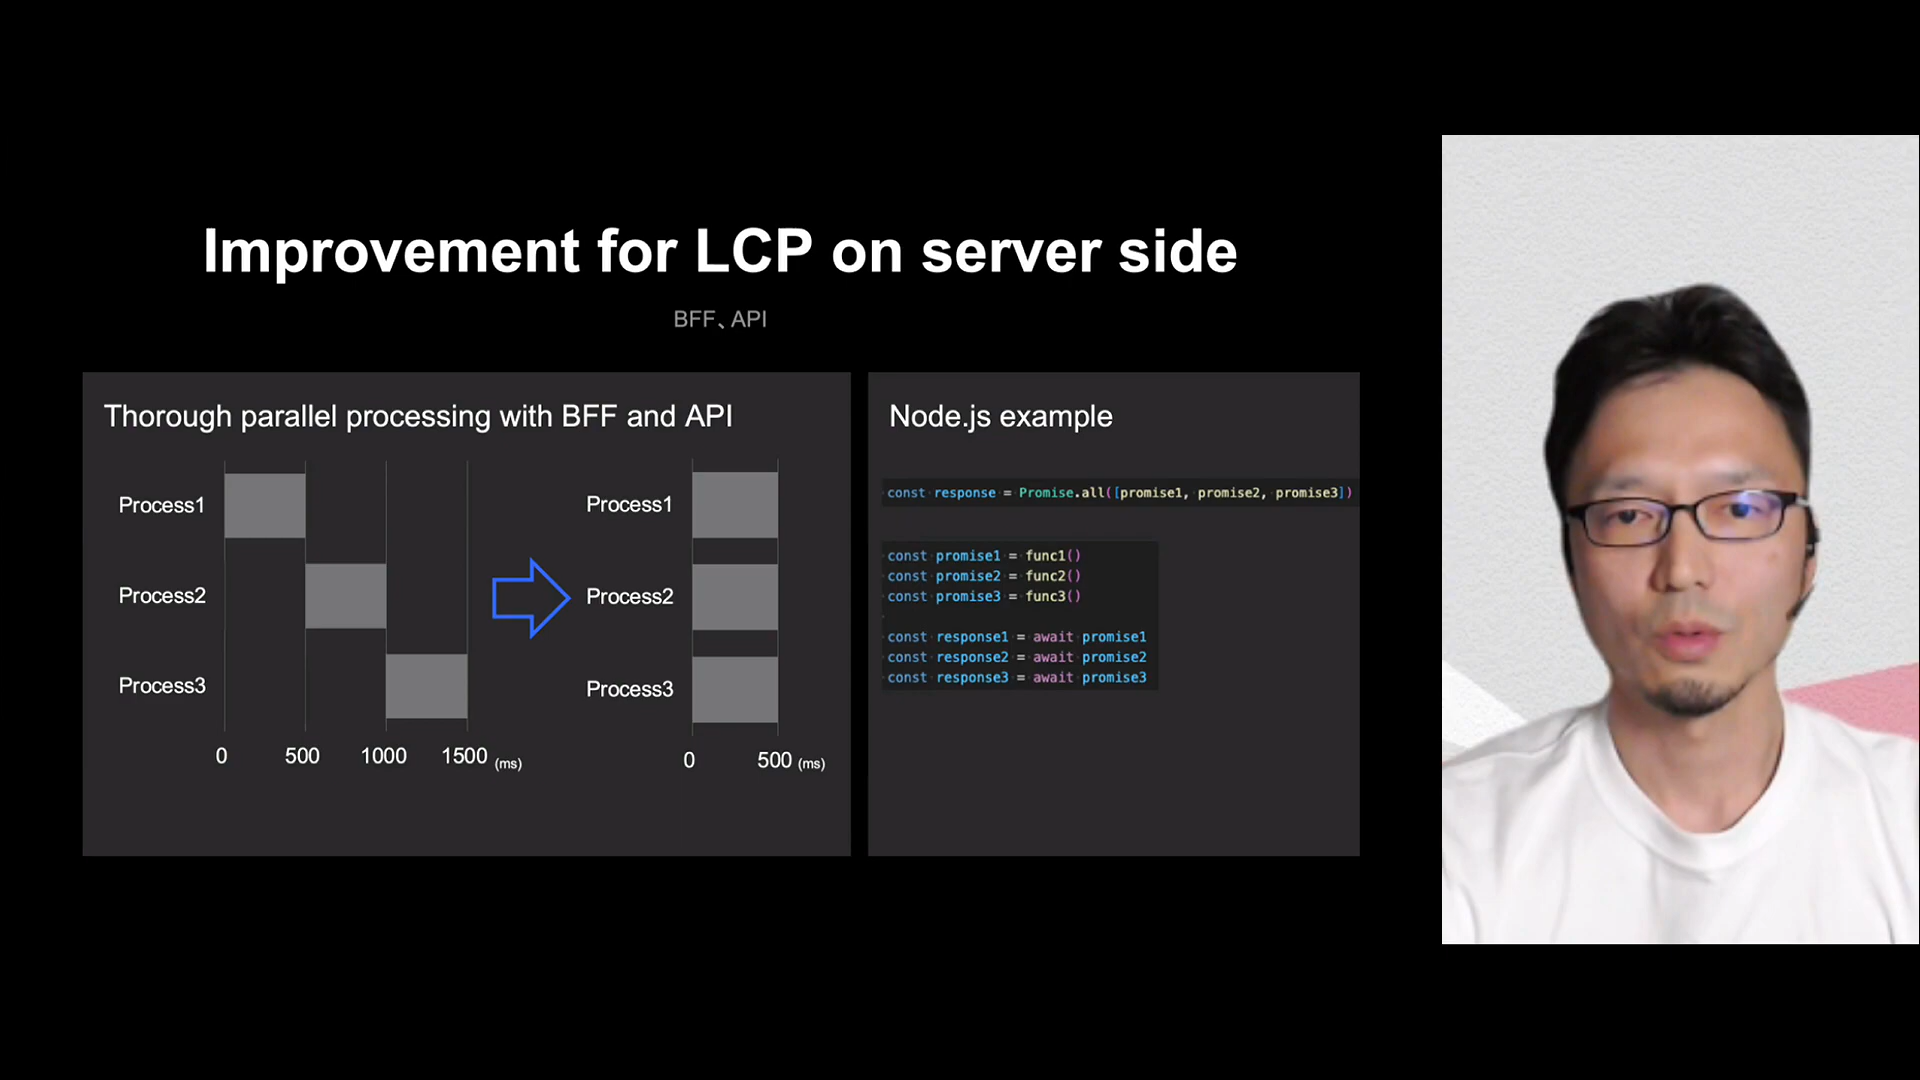 Improvement for LCP on server side
BFF、API
Thorough parallel processing with BFF and API
Process1
Process2
Process3
0 500 1000 1500 (ms)
Process1
Process2
Process3
0 500 (ms)
Node.js example
const response = Promise.all([promise1, promise2, promise3])
const promise1 = func1()
const promise2 = func2()
const promise3 = func3()
const response1 = await promise1
const response2 = await promise2
const response3 = await promise3